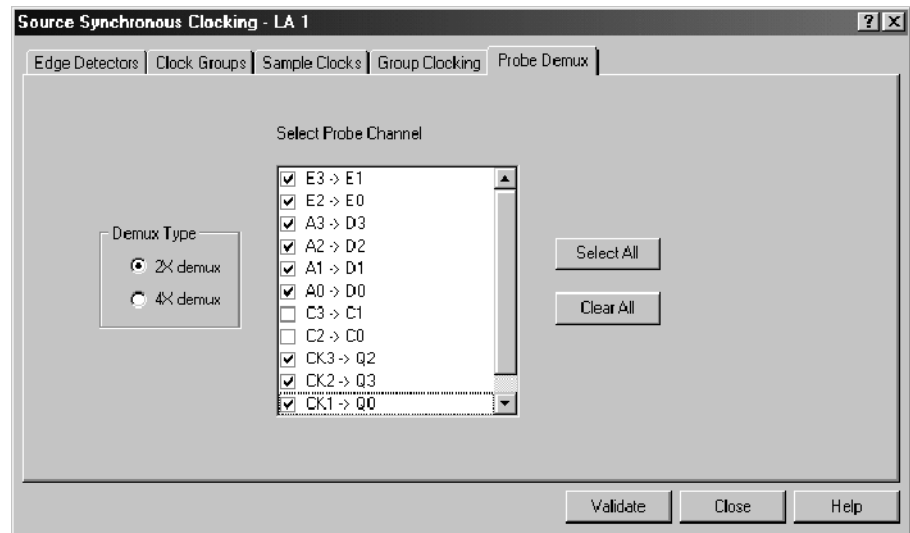 Source Synchronous Clocking - LA 1
Edge Detectors Clock Groups Sample Clocks Group Clocking Probe Demux
Select Probe Channel
E3 -> E1
E2 -> E0
A3 -> D3
A2 -> D2
A1 -> D1
A0 -> D0
C3 -> C1
C2 -> C0
CK3 -> Q2
CK2 -> Q3
CK1 -> Q0
Demux Type
2X demux
4X demux
Select All
Clear All
Validate Close Help